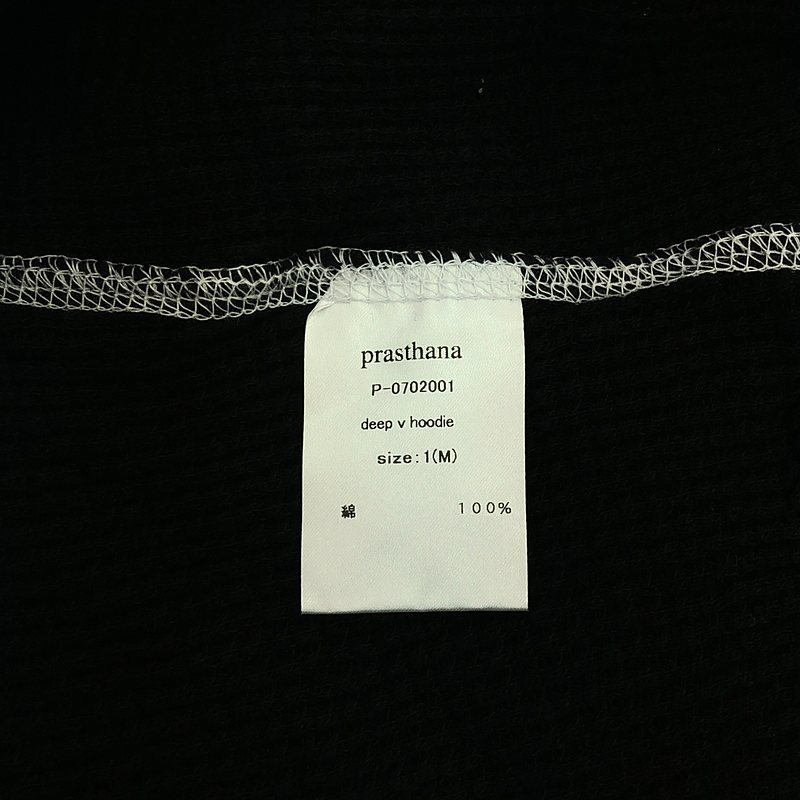 prasthana
P-0702001
deep v hoodie
size:1(M)
綿 100%